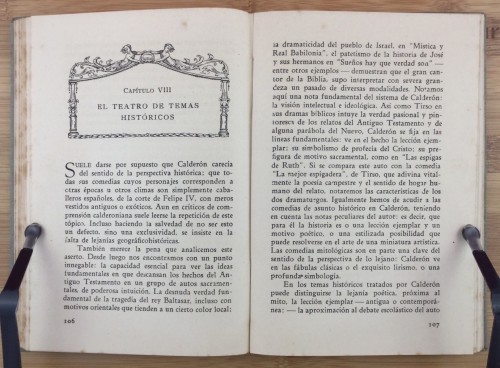 CAPÍTULO VIII
EL TEATRO DE TEMAS
HISTÓRICOS
SUELE darse por supuesto que Calderón carecía
del sentido de la perspectiva histórica; que to-
das sus comedias cuyos personajes corresponden a
otras épocas u otros climas son simplemente caba-
lleros españoles, de la corte de Felipe IV, con meros
vestidos antiguos o exóticos. Aun en críticos de com-
prensión calderoniana suele leerse la repetición de este
tópico. Incluso haciendo la salvedad de no ser esto
un defecto, sino una exclusividad, se insiste en la
falta de lejanías geográficohistóricas.
También merece la pena que analicemos este
aserto. Desde luego nos encontramos con un punto
innegable: la capacidad esencial para ver las ideas
fundamentales en que descansan los hechos del An-
tiguo Testamento en un grupo de autos sacramenta-
les, de poderosa intuición. La desnuda verdad fun-
damental de la tragedia del rey Baltasar, incluso con
motivos orientales que tienden a un cierto color local;
106
ia dramaticidad del pueblo de Israel, en "Mística y
Real Babilonia", el patetismo de la historia de José
y sus hermanos en "Sueños hay que verdad son" —
entre otros ejemplos — demuestran que el gran can-
tor de la Biblia, supo interpretar con severa gran-
deza un pasado de diversas modalidades. Notamos
aquí una nota fundamental del sistema de Calderón:
la visión intelectual e ideológica. Así como Tirso en
sus dramas bíblicos intuye la verdad pasional y pin-
toresca de los relatos del Antiguo Testamento y de
alguna parábola del Nuevo, Calderón se fija en las
líneas fundamentales: ve en el hecho la lección ejem-
plar; su simbolismo de profecía del Cristo; su pre-
figura de motivo sacramental, como en "Las espigas
de Ruth". Si se compara este auto con la comedia
"La mejor espigadera", de Tirso, que adivina vital-
mente la poesía campestre y el sentido de hogar hu-
mano del relato, notaremos las características de los
dos dramaturgos. Igualmente hemos de acudir a las
comedias de asunto histórico en Calderón, teniendo
en cuenta las notas peculiares del autor: es decir, que
para él la historia es o una lección ejemplar y un
motivo poético, o una estilizada posibilidad que
puede resolverse en el arte de una miniatura artística.
Las comedias mitológicas son en parte una clave del
sentido de la perspectiva de lo lejano: Calderón ve
en las fábulas clásicas o el exquisito lirismo, o una
profunda simbología.
En los temas históricos tratados por Calderón
puede distinguirse la lejanía poética, próxima al
mito, la lección ejemplar — antigua o contemporá-
nea; — la aproximación al debate escolástico del auto
107